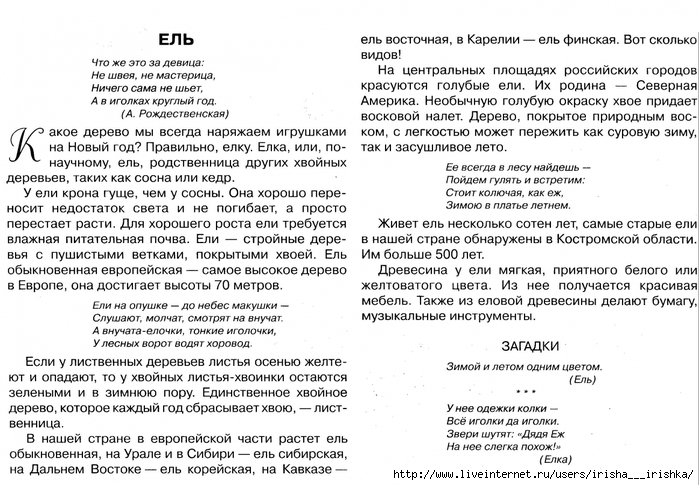 ЕЛЬ
Что же это за девица:
Не швея, не мастерица,
Ничего сама не шьет,
А в иголках круглый год.
(А. Рождественская)
Какое дерево мы всегда наряжаем игрушками
на Новый год? Правильно, елку. Елка, или, по-
научному, ель, родственница других хвойных
деревьев, таких как сосна или кедр.
У ели крона гуще, чем у сосны. Она хорошо пере-
носит недостаток света и не погибает, а просто
перестает расти. Для хорошего роста ели требуется
влажная питательная почва. Ели — стройные дере-
вья с пушистыми ветками, покрытыми хвоей. Ель
обыкновенная европейская — самое высокое дерево
в Европе, она достигает высоты 70 метров.
Ели на опушке — до небес макушки —
Слушают, молчат, смотрят на внучат.
А внучата-елочки, тонкие иголочки,
У лесных ворот водят хоровод.
Если у лиственных деревьев листья осенью желте-
ют и опадают, то у хвойных листья-хвоинки остаются
зелеными и в зимнюю пору. Единственное хвойное
дерево, которое каждый год сбрасывает хвою, — лист-
венница.
В нашей стране в европейской части растет ель
обыкновенная, на Урале и в Сибири — ель сибирская,
на Дальнем Востоке — ель корейская, на Кавказе —
ель восточная, в Карелии — ель финская. Вот сколько
видов!
На центральных площадях российских городов
красуются голубые ели. Их родина — Северная
Америка. Необычную голубую окраску хвое придает
восковой налет. Дерево, покрытое природным вос-
ком, с легкостью может пережить как суровую зиму,
так и засушливое лето.
Ее всегда в лесу найдешь —
Пойдем гулять и встретим:
Стоит колючая, как еж,
Зимою в платье летнем.
Живет ель несколько сотен лет, самые старые ели
в нашей стране обнаружены в Костромской области.
Им больше 500 лет.
Древесина у ели мягкая, приятного белого или
желтоватого цвета. Из нее получается красивая
мебель. Также из еловой древесины делают бумагу,
музыкальные инструменты.
ЗАГАДКИ
Зимой и летом одним цветом.
(Ель)
* * *
У нее одежки колки —
Всё иголки да иголки.
Звери шутят: «Дядя Еж
На нее слегка похож!»
(Елка)
http://www.liveinternet.ru/users/irisha___irishka/